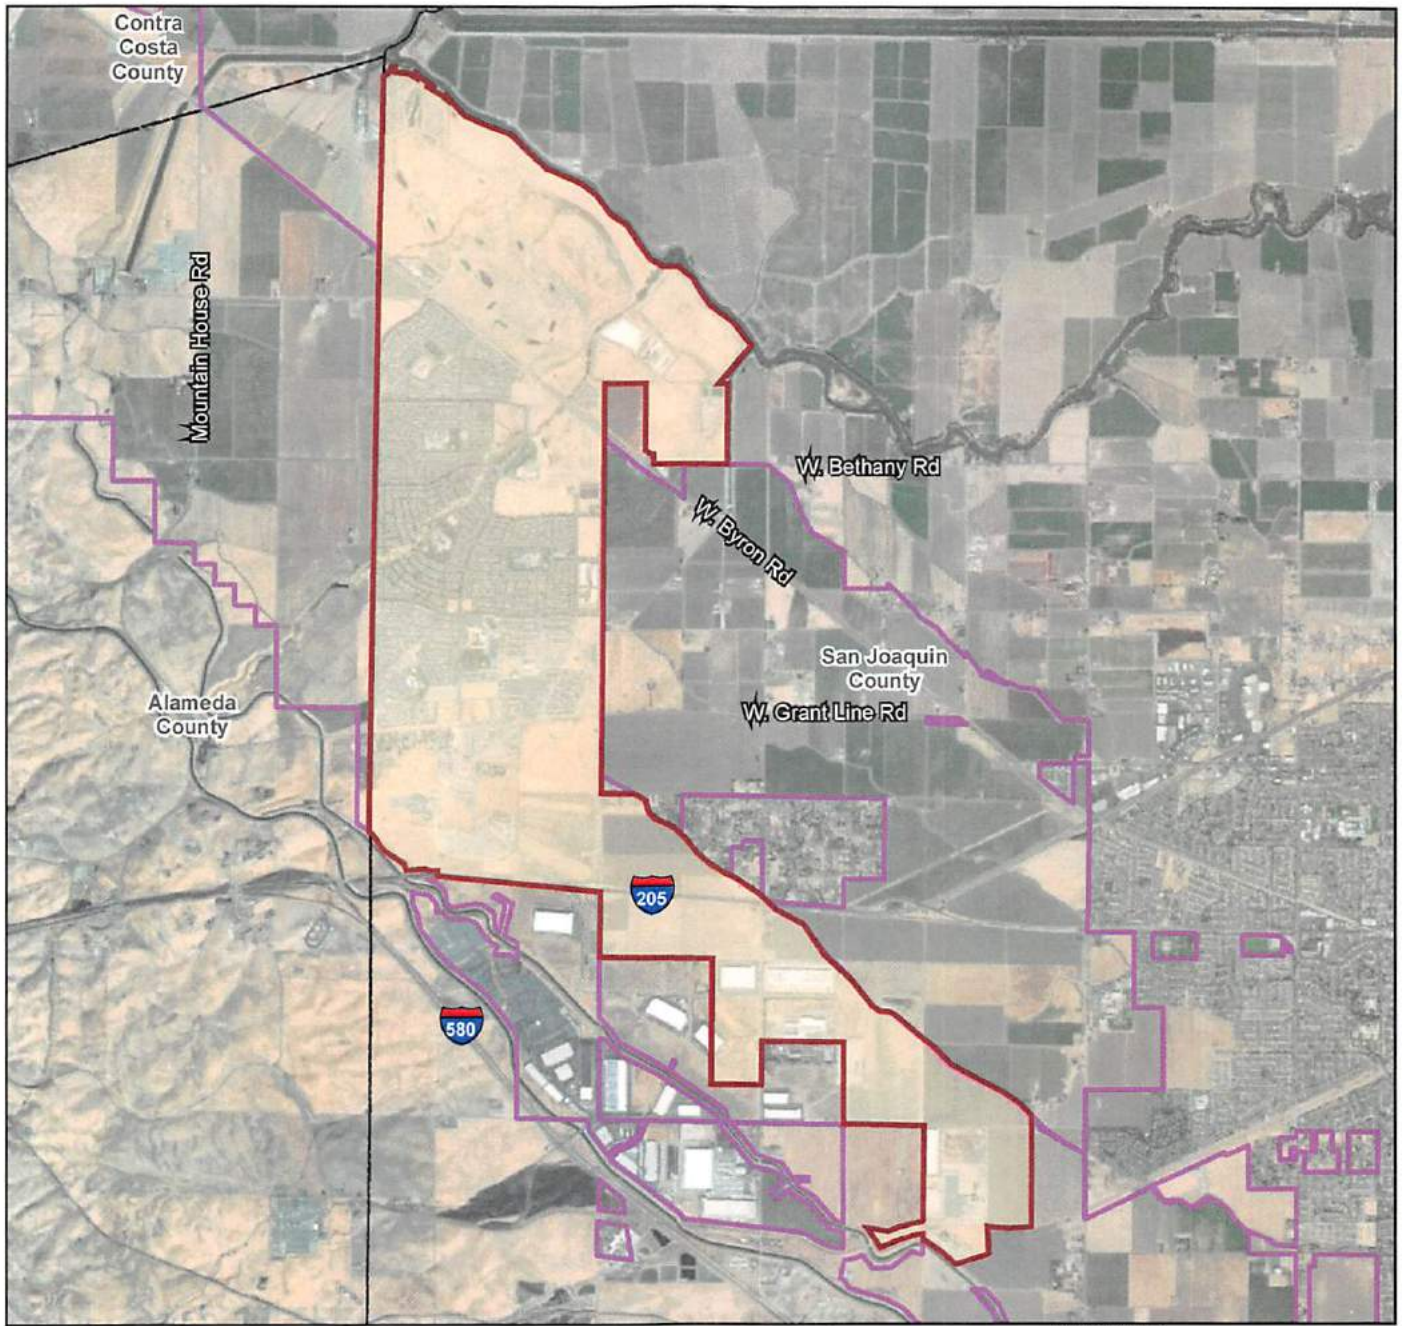 Contra
Costa
County
Mountain House Rd
W. Bethany Rd
W. Byron Rd
San Joaquin
County
Alameda
County
W. Grant Line Rd
205
580